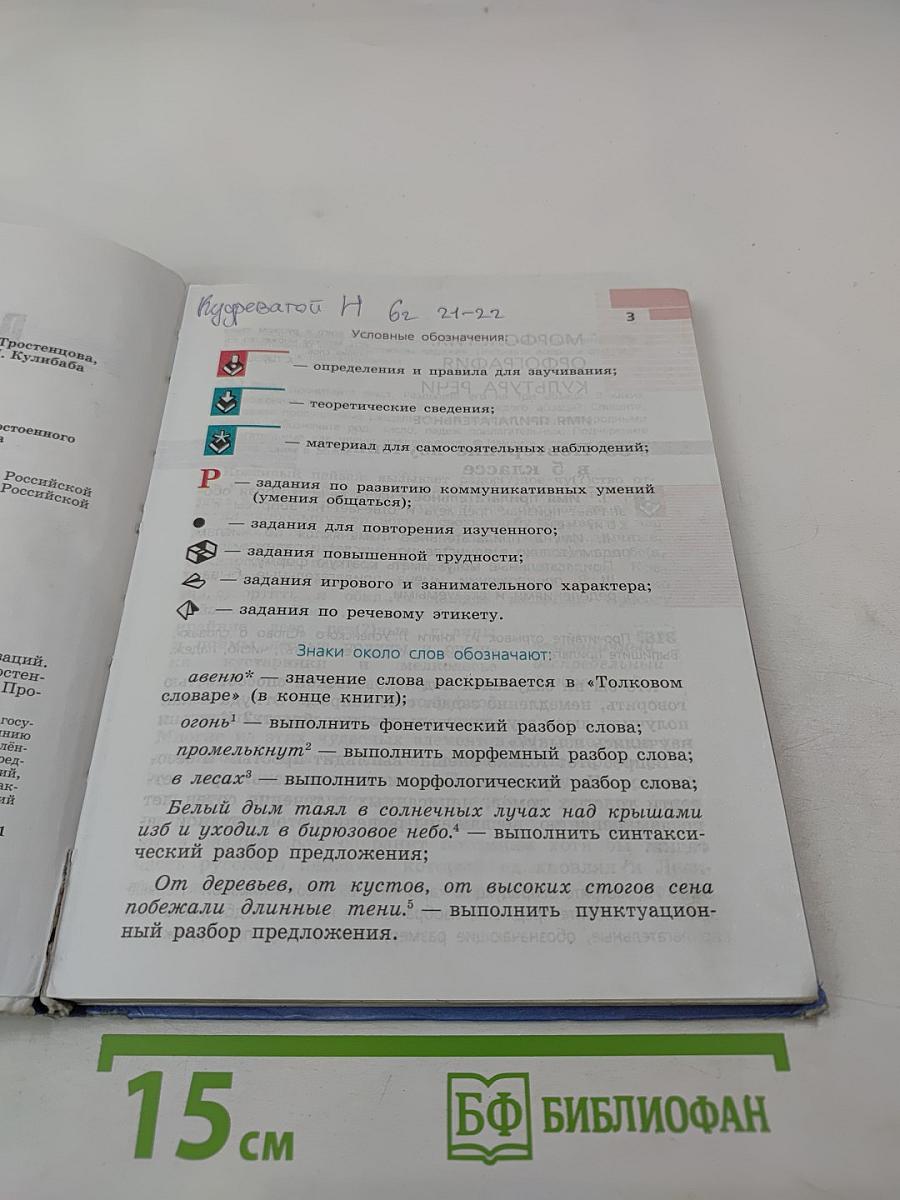 Тростенцова,
Кулибаба
Российской
Российской
Кудреватой Н 6г 21-22
3
Условные обозначения:
— определения и правила для заучивания;
— теоретические сведения;
— материал для самостоятельных наблюдений;
Р — задания по развитию коммуникативных умений
(умения общаться);
● — задания для повторения изученного;
— задания повышенной трудности;
— задания игрового и занимательного характера;
— задания по речевому этикету.
Знаки около слов обозначают:
авеню* — значение слова раскрывается в «Толковом
словаре» (в конце книги);
огонь¹ — выполнить фонетический разбор слова;
промелькнут² — выполнить морфемный разбор слова;
в лесах³ — выполнить морфологический разбор слова;
Белый дым таял в солнечных лучах над крышами
изб и уходил в бирюзовое небо.⁴ — выполнить синтакси-
ческий разбор предложения;
От деревьев, от кустов, от высоких стогов сена
побежали длинные тени.⁵ — выполнить пунктуацион-
ный разбор предложения.
15 см
БФ БИБЛИОФАН